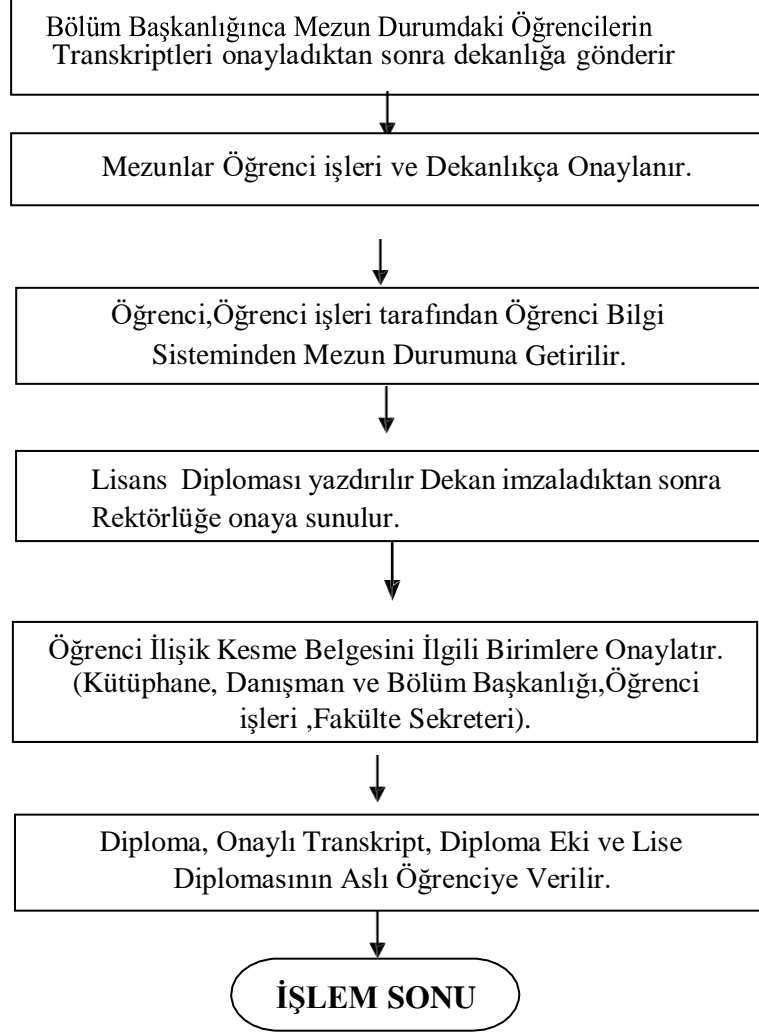 Bölüm Başkanlığınca Mezun Durumdaki Öğrencilerin
Transkriptleri onayladıktan sonra dekanlığa gönderir
Mezunlar Öğrenci işleri ve Dekanlıkça Onaylanır.
Öğrenci,Öğrenci işleri tarafından Öğrenci Bilgi
Sisteminden Mezun Durumuna Getirilir.
Lisans Diploması yazdırılır Dekan imzaladıktan sonra
Rektörlüğe onaya sunulur.
Öğrenci İlişik Kesme Belgesini İlgili Birimlere Onaylatır.
(Kütüphane, Danışman ve Bölüm Başkanlığı,Öğrenci
işleri ,Fakülte Sekreteri).
Diploma, Onaylı Transkript, Diploma Eki ve Lise
Diplomasının Aslı Öğrenciye Verilir.
İŞLEM SONU